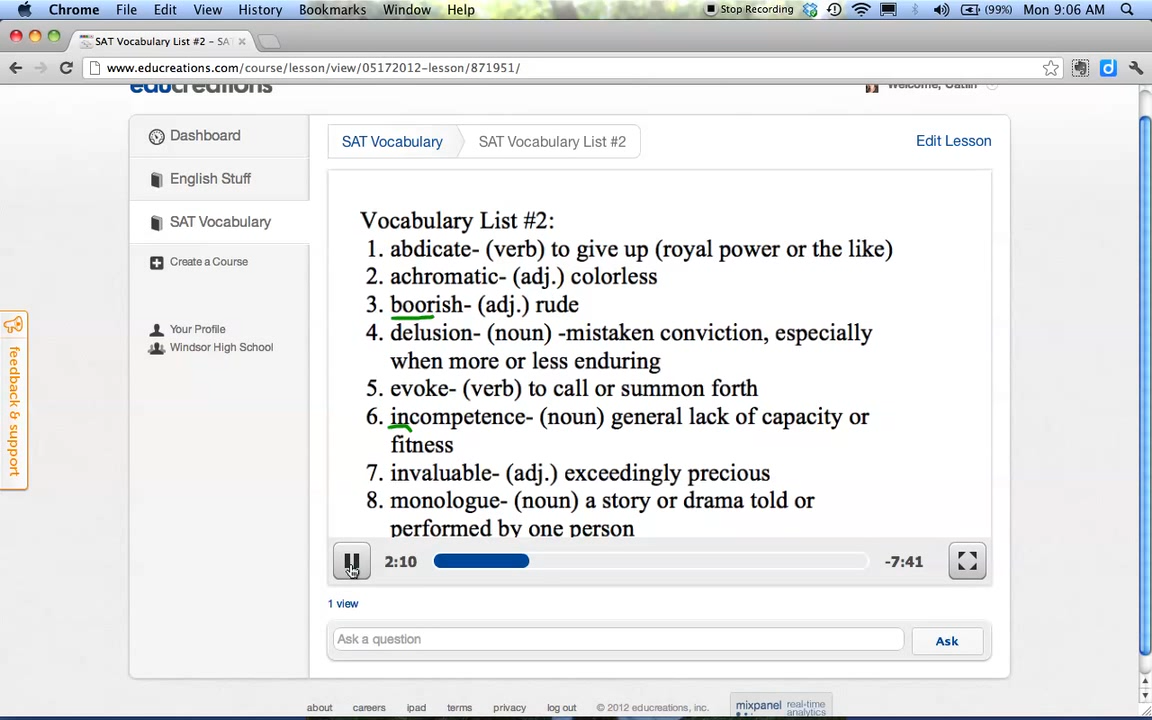 Chrome File Edit View History Bookmarks Window Help Stop Recording (99%) Mon 9:06 AM
SAT Vocabulary List #2 – SAT
www.educreations.com/course/lesson/view/05172012-lesson/871951/
educreations Welcome, Catlin
Dashboard
English Stuff
SAT Vocabulary
Create a Course
Your Profile
Windsor High School
feedback & support
SAT Vocabulary SAT Vocabulary List #2 Edit Lesson
Vocabulary List #2:
1. abdicate- (verb) to give up (royal power or the like)
2. achromatic- (adj.) colorless
3. boorish- (adj.) rude
4. delusion- (noun) -mistaken conviction, especially
when more or less enduring
5. evoke- (verb) to call or summon forth
6. incompetence- (noun) general lack of capacity or
fitness
7. invaluable- (adj.) exceedingly precious
8. monologue- (noun) a story or drama told or
performed by one person
2:10 -7:41
1 view
Ask a question Ask
about careers ipad terms privacy log out © 2012 educreations, inc. mixpanel real-time
analytics